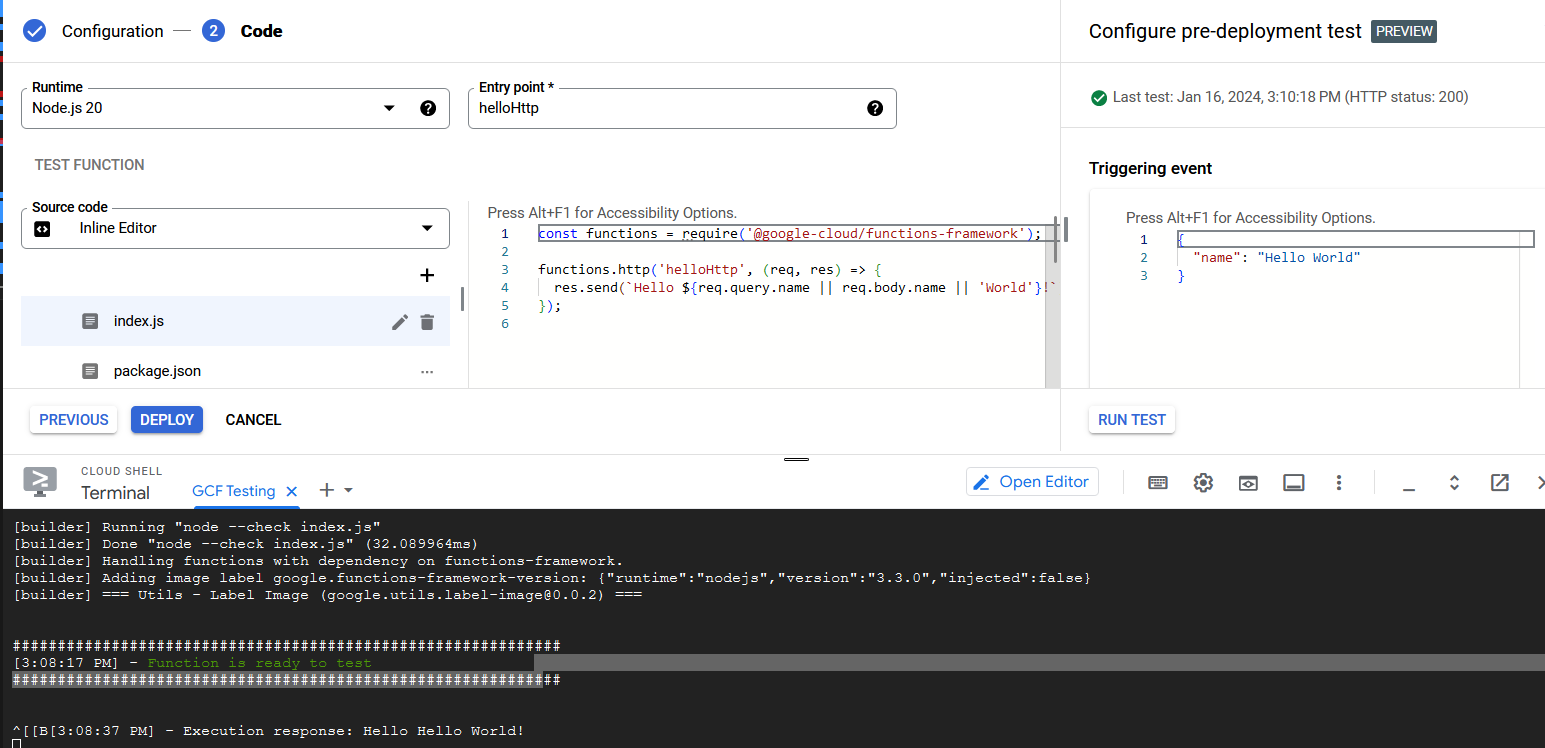 Configuration — 2 Code
Configure pre-deployment test PREVIEW
Runtime
Node.js 20
Entry point *
helloHttp
Last test: Jan 16, 2024, 3:10:18 PM (HTTP status: 200)
TEST FUNCTION
Triggering event
Source code
Inline Editor
index.js
package.json
Press Alt+F1 for Accessibility Options.
1 const functions = require('@google-cloud/functions-framework');
2
3 functions.http('helloHttp', (req, res) => {
4 res.send(`Hello ${req.query.name || req.body.name || 'World'}!`
5 });
6
Press Alt+F1 for Accessibility Options.
1 {
2 "name": "Hello World"
3 }
PREVIOUS DEPLOY CANCEL
RUN TEST
CLOUD SHELL
Terminal
GCF Testing
Open Editor
[builder] Running "node --check index.js"
[builder] Done "node --check index.js" (32.089964ms)
[builder] Handling functions with dependency on functions-framework.
[builder] Adding image label google.functions-framework-version: {"runtime":"nodejs","version":"3.3.0","injected":false}
[builder] === Utils - Label Image (google.utils.label-image@0.0.2) ===
#############################################################
[3:08:17 PM] - Function is ready to test
#############################################################
^[[B[3:08:37 PM] - Execution response: Hello Hello World!